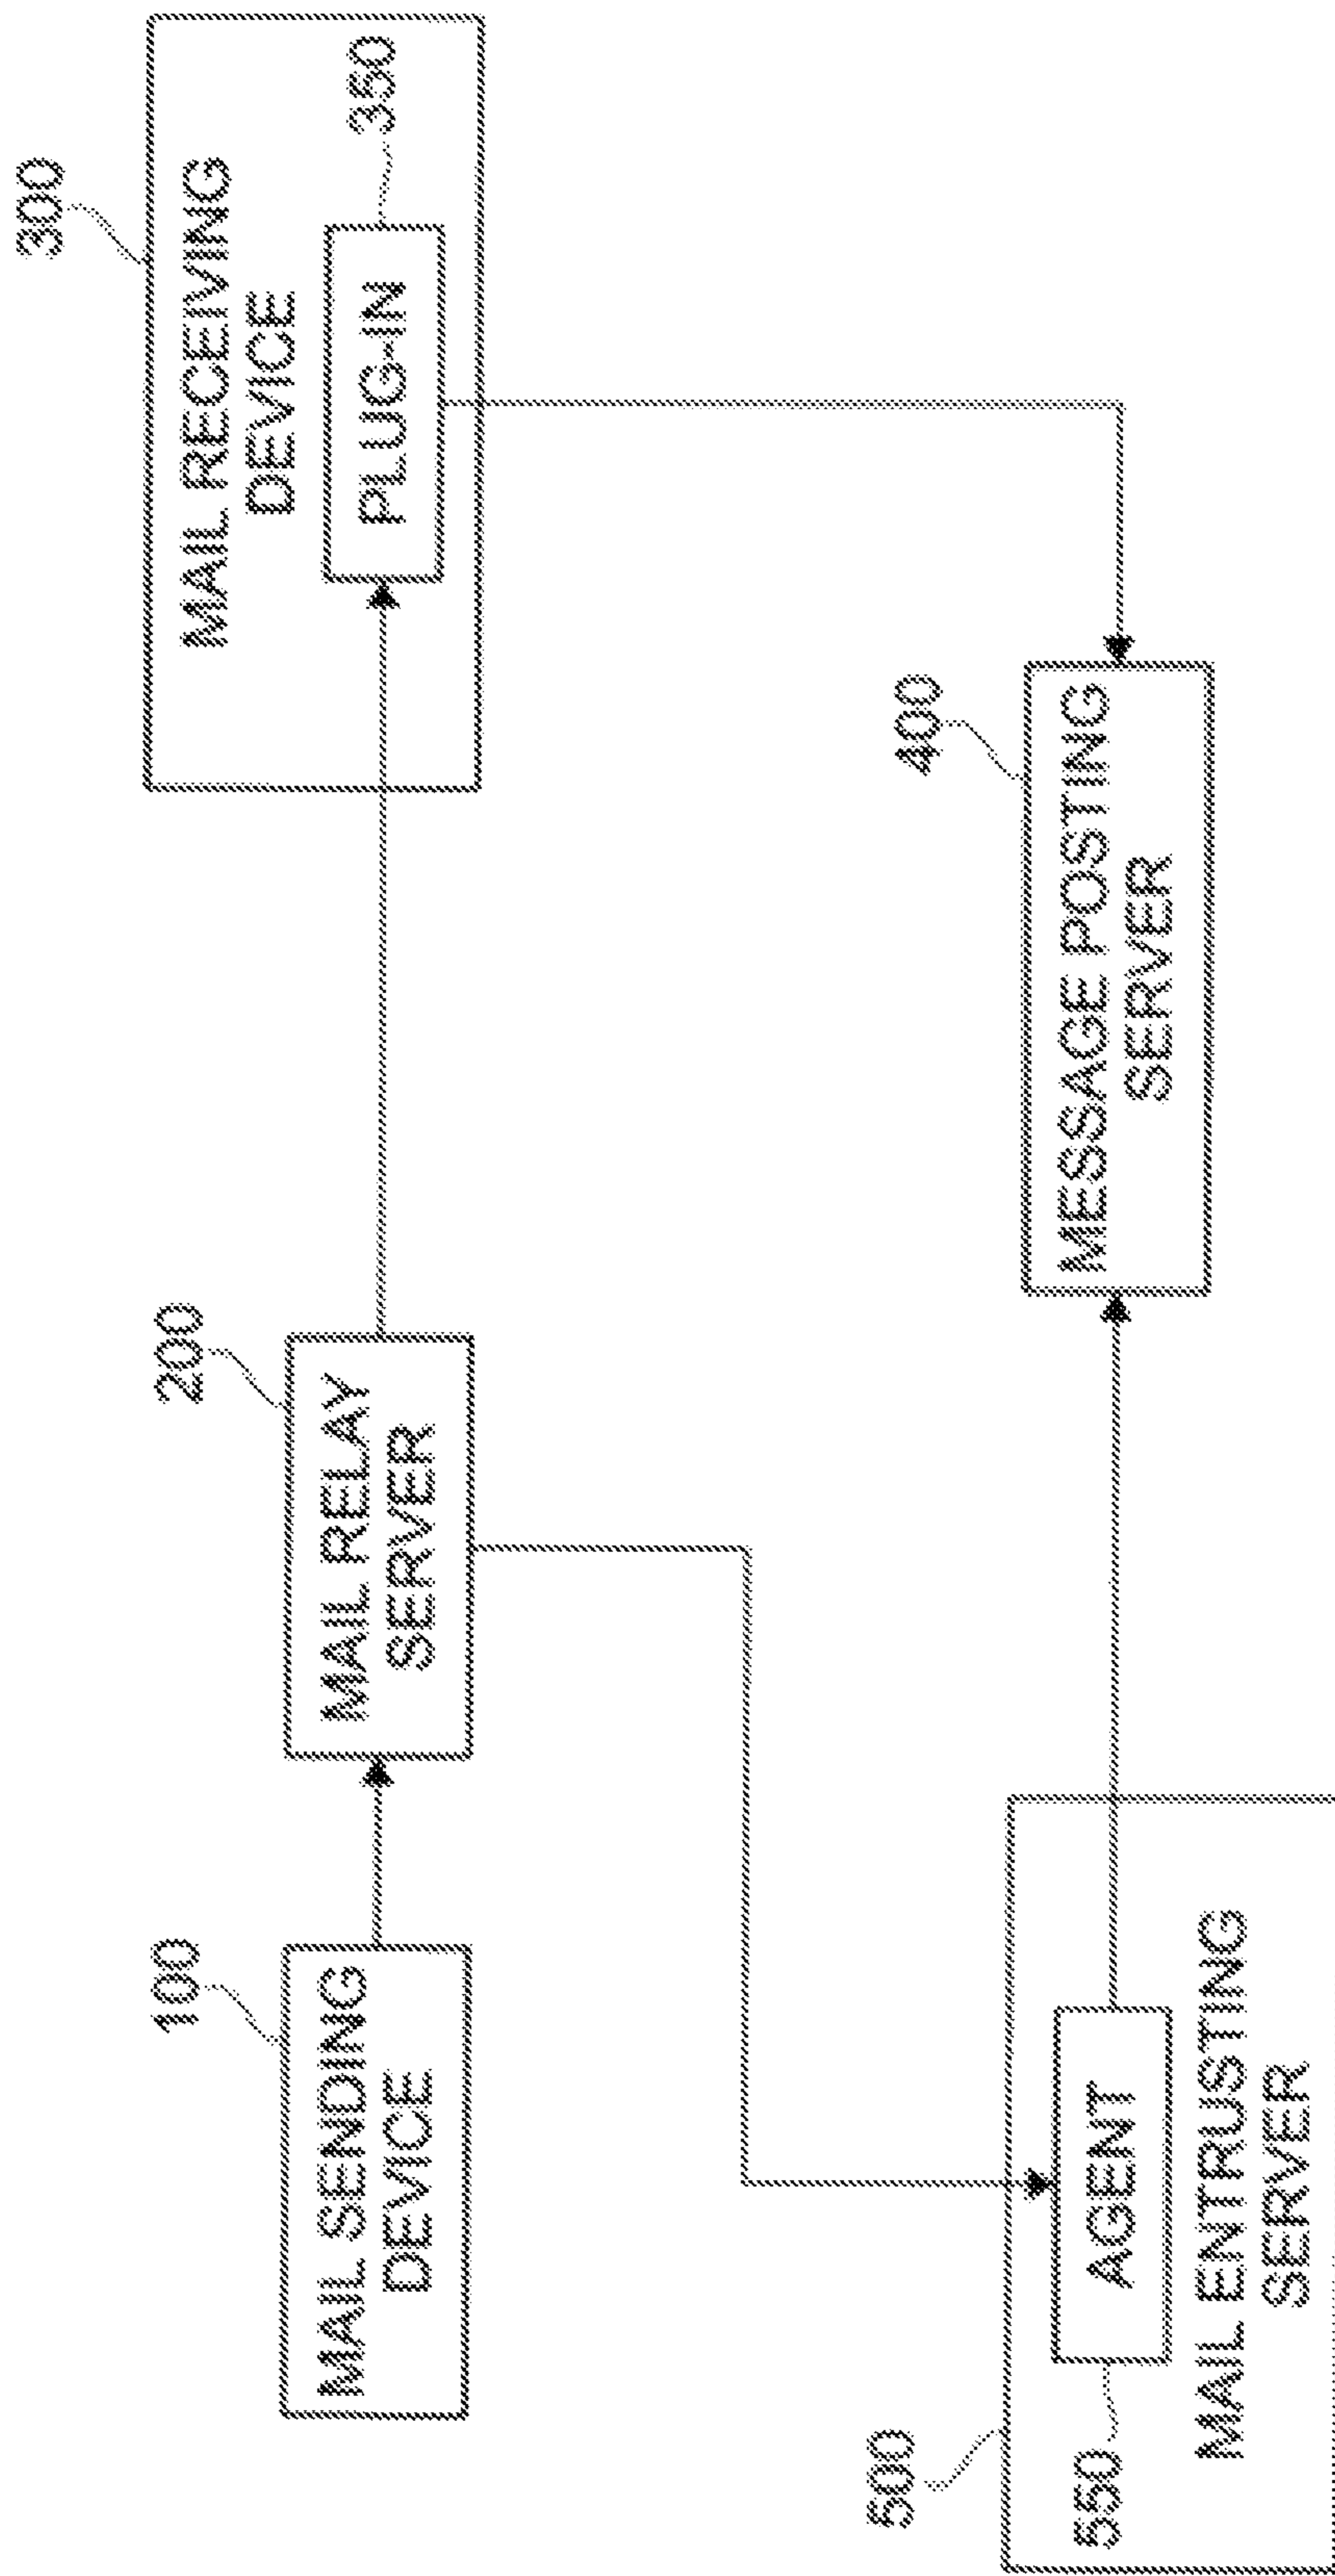 100
MAIL SENDING
DEVICE
200
MAIL RELAY
SERVER
300
MAIL RECEIVING
DEVICE
PLUG-IN
350
400
MESSAGE POSTING
SERVER
500
550
AGENT
MAIL ENTRUSTING
SERVER